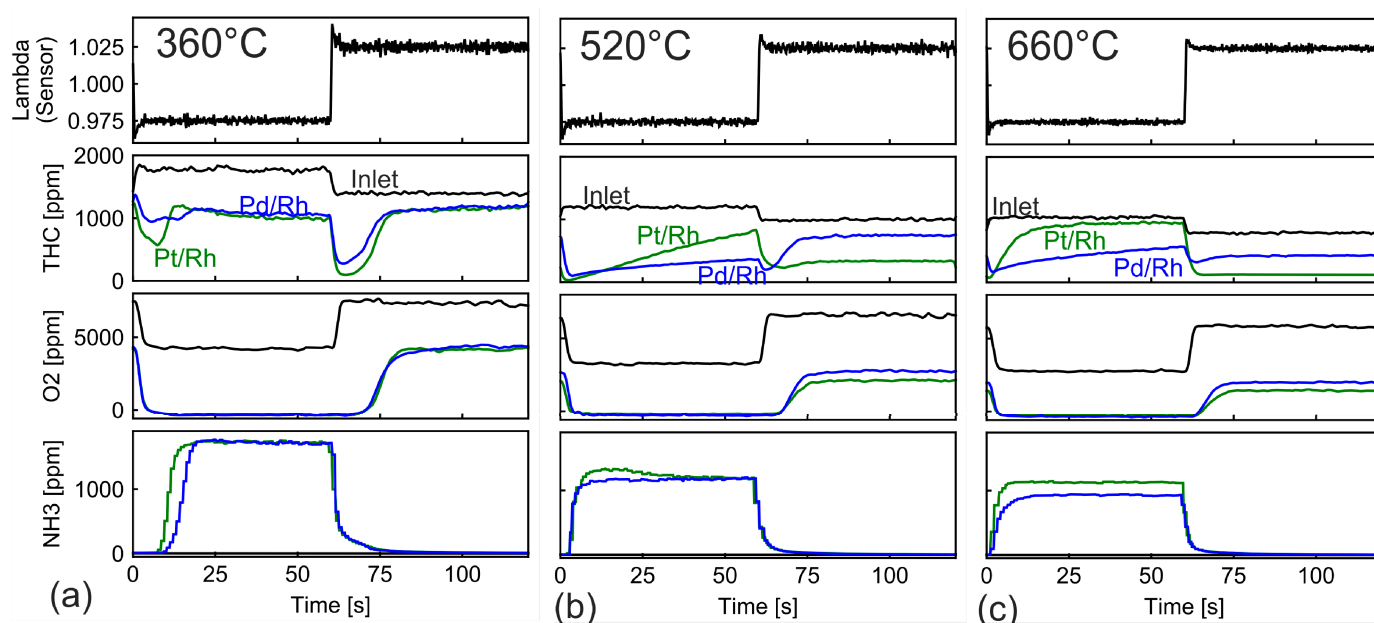 360°C
520°C
660°C
Lambda
(Sensor)
1.025
1.000
0.975
THC [ppm]
2000
1000
0
Inlet
Pd/Rh
Pt/Rh
Inlet
Pt/Rh
Pd/Rh
Inlet
Pt/Rh
Pd/Rh
O2 [ppm]
5000
0
NH3 [ppm]
1000
0
0 25 50 75 100
0 25 50 75 100
0 25 50 75 100
(a) Time [s]
(b) Time [s]
(c) Time [s]